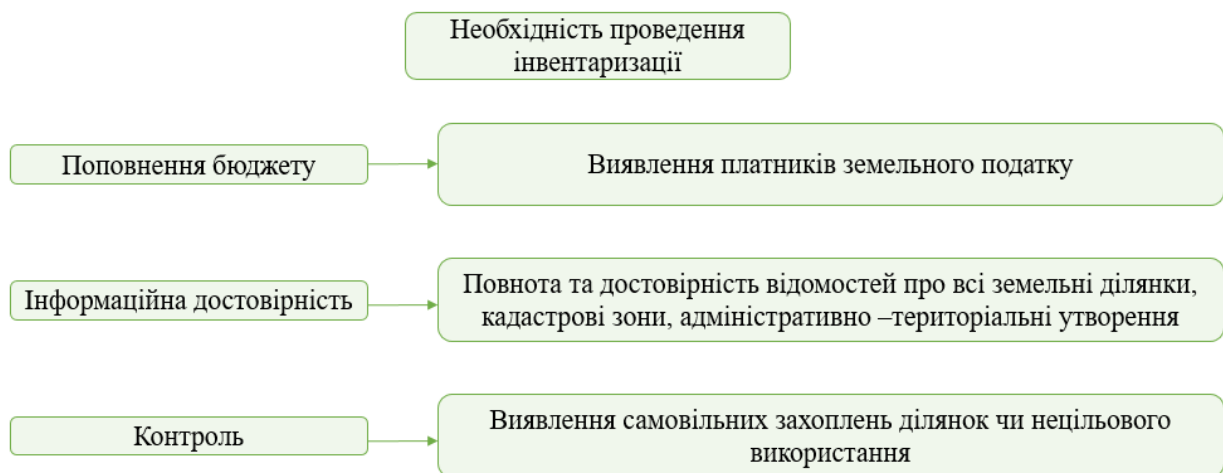 Необхідність проведення
інвентаризації
Поповнення бюджету
Виявлення платників земельного податку
Інформаційна достовірність
Повнота та достовірність відомостей про всі земельні ділянки,
кадастрові зони, адміністративно –територіальні утворення
Контроль
Виявлення самовільних захоплень ділянок чи нецільового
використання